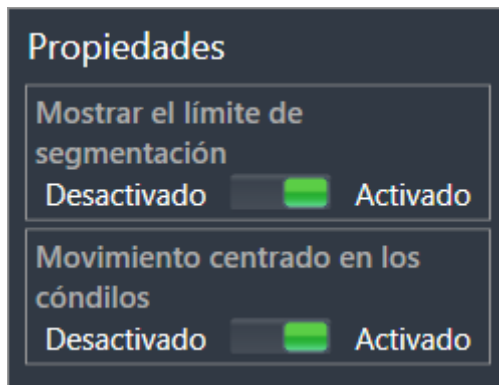 Propiedades
Mostrar el límite de
segmentación
Desactivado Activado
Movimiento centrado en los
cóndilos
Desactivado Activado